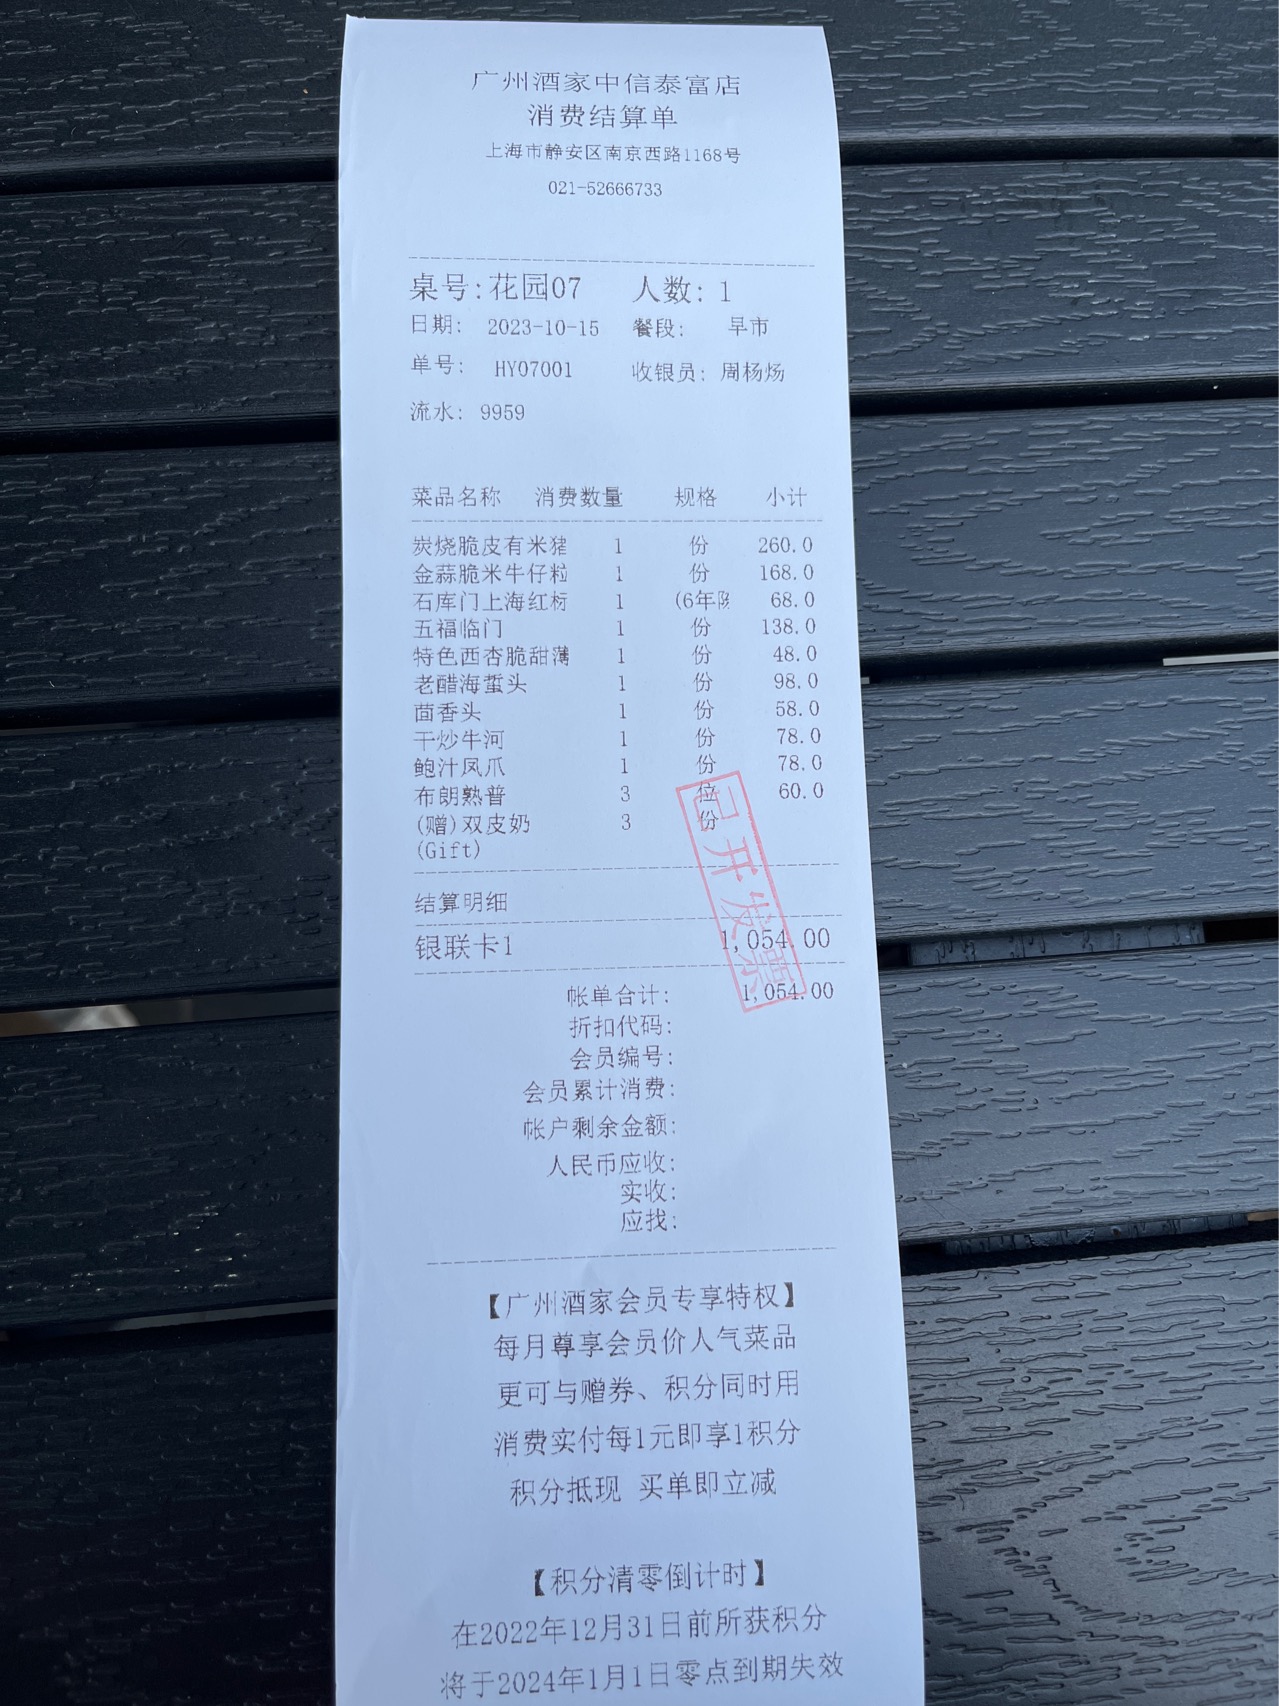 广州酒家中信泰富店
消费结算单
上海市静安区南京西路1168号
021-52666733
桌号:花园07 人数: 1
日期: 2023-10-15 餐段: 早市
单号: HY07001 收银员: 周杨炀
流水: 9959
菜品名称 消费数量 规格 小计
炭烧脆皮有米猪 1 份 260.0
金蒜脆米牛仔粒 1 份 168.0
石库门上海红标 1 (6年陈 68.0
五福临门 1 份 138.0
特色西杏脆甜薄 1 份 48.0
老醋海蜇头 1 份 98.0
茴香头 1 份 58.0
干炒牛河 1 份 78.0
鲍汁凤爪 1 份 78.0
布朗熟普 3 位 60.0
(赠)双皮奶 3 份
(Gift)
已开发票
结算明细
银联卡1 1,054.00
帐单合计: 1,054.00
折扣代码:
会员编号:
会员累计消费:
帐户剩余金额:
人民币应收:
实收:
应找:
【广州酒家会员专享特权】
每月尊享会员价人气菜品
更可与赠券、积分同时用
消费实付每1元即享1积分
积分抵现 买单即立减
【积分清零倒计时】
在2022年12月31日前所获积分
将于2024年1月1日零点到期失效